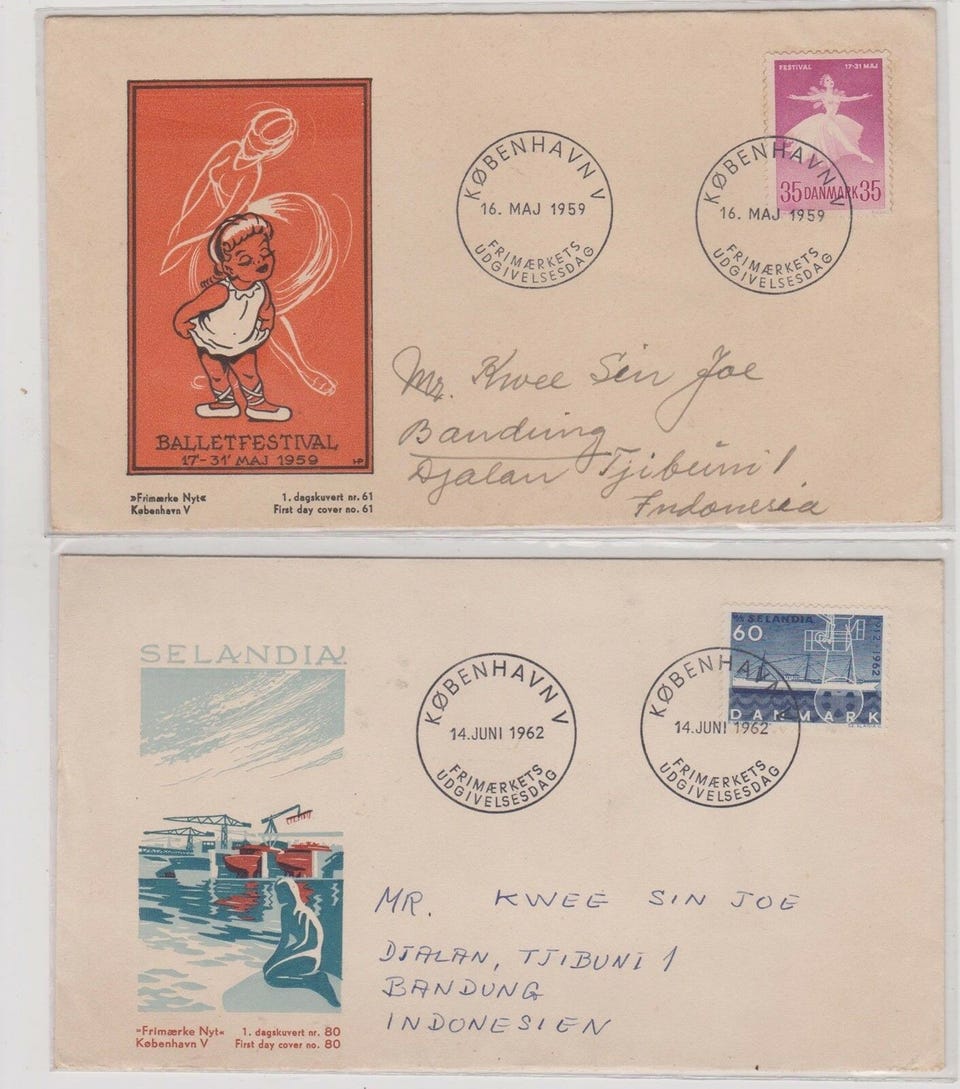 FESTIVAL 17-31 MAJ
35 DANMARK 35
KØBENHAVN V
16. MAJ 1959
FRIMÆRKETS
UDGIVELSESDAG
KØBENHAVN V
16. MAJ 1959
FRIMÆRKETS
UDGIVELSESDAG
BALLETFESTIVAL
17-31 MAJ 1959
HP
»Frimærke Nyt« 1. dagskuvert nr. 61
København V First day cover no. 61
Mr. Kwee Sin Joe
Bandung
Djalan Tjibuni 1
Indonesia
SELANDIA
M/S SELANDIA
60
1912-1962
DANMARK
KØBENHAVN V
14. JUNI 1962
FRIMÆRKETS
UDGIVELSESDAG
KØBENHAVN V
14. JUNI 1962
FRIMÆRKETS
UDGIVELSESDAG
»Frimærke Nyt« 1. dagskuvert nr. 80
København V First day cover no. 80
MR. KWEE SIN JOE
DJALAN, TJIBUNI 1
BANDUNG
INDONESIEN